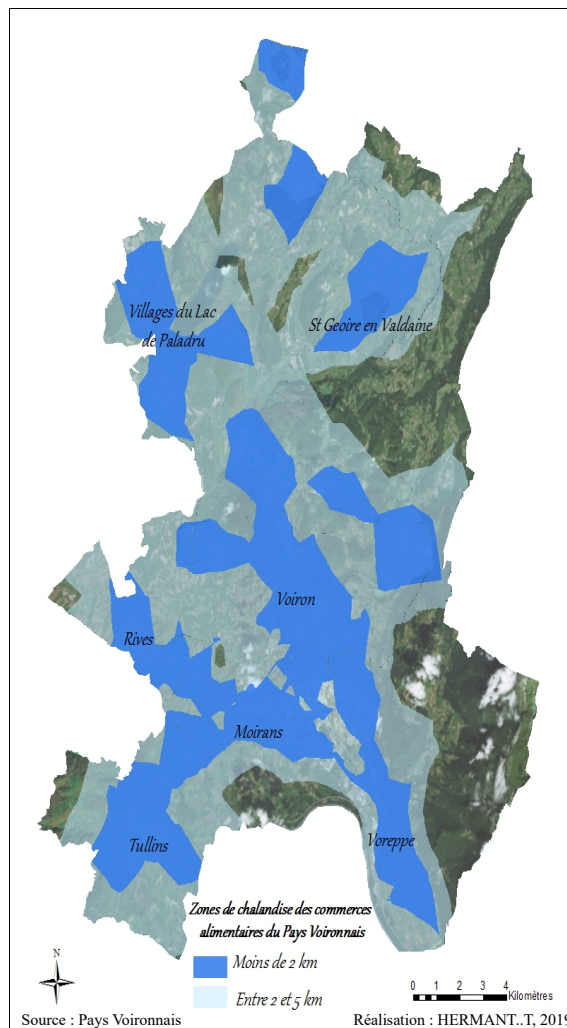 Villages du Lac
de Paladru
St Geoire en Valdaine
Voiron
Rives
Moirans
Tullins
Voreppe
Zones de chalandise des commerces
alimentaires du Pays Voironnais
Moins de 2 km
Entre 2 et 5 km
N
0 1 2 3 4
Kilomètres
Source : Pays Voironnais
Réalisation : HERMANT..T, 2019